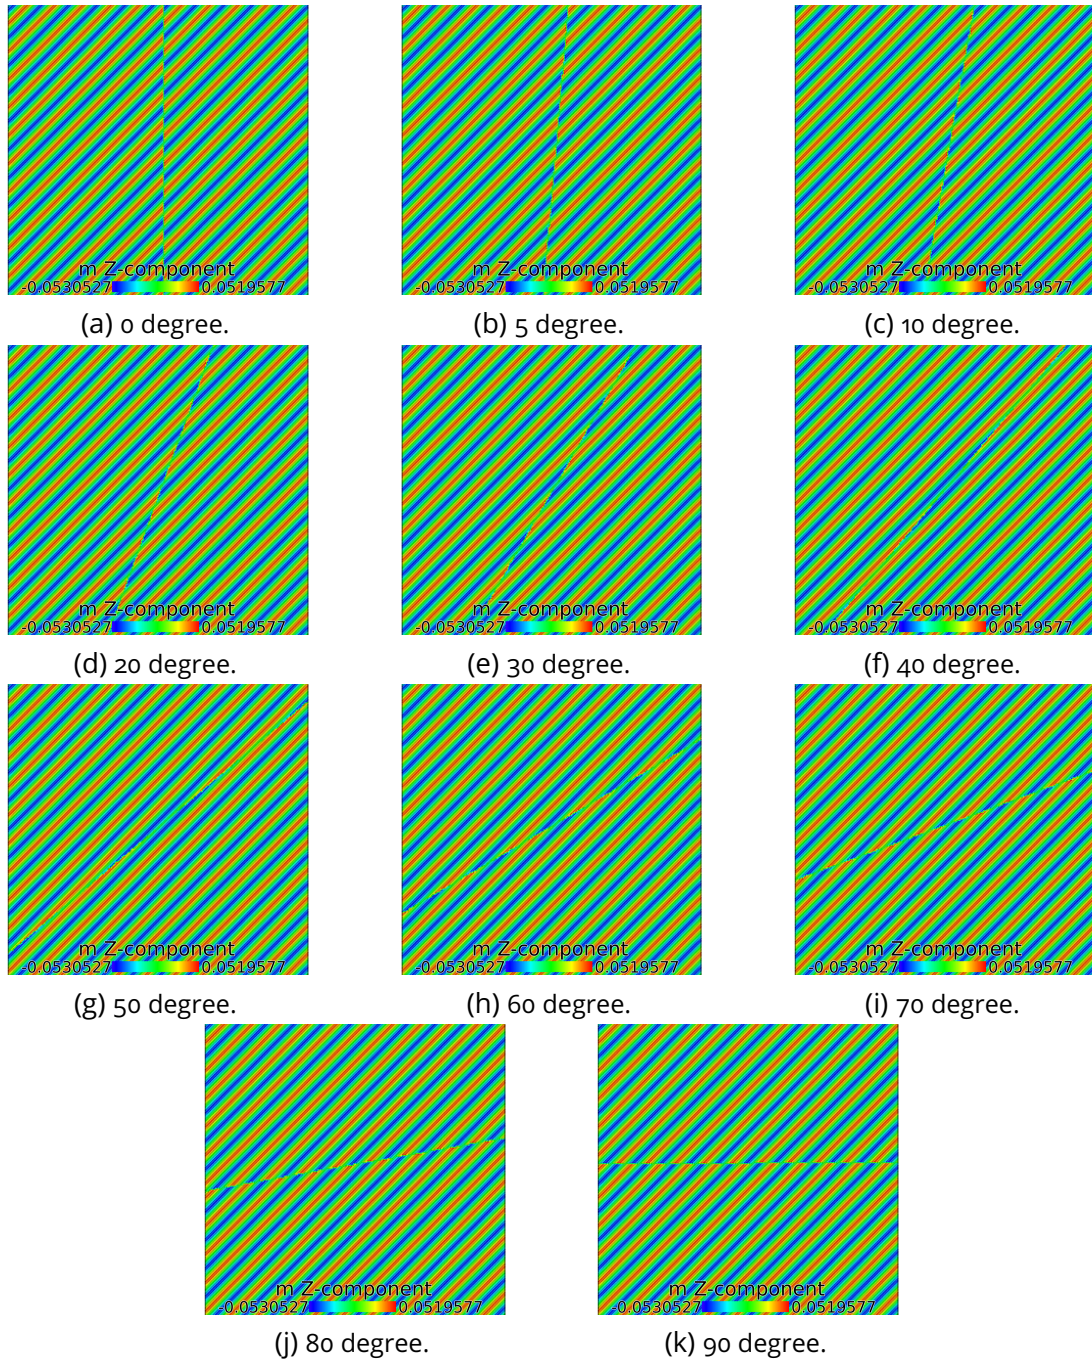 m Z-component m Z-component m Z-component
-0.0530527 0.0519577 -0.0530527 0.0519577 -0.0530527 0.0519577
(a) 0 degree. (b) 5 degree. (c) 10 degree.
m Z-component m Z-component m Z-component
-0.0530527 0.0519577 -0.0530527 0.0519577 -0.0530527 0.0519577
(d) 20 degree. (e) 30 degree. (f) 40 degree.
m Z-component m Z-component m Z-component
-0.0530527 0.0519577 -0.0530527 0.0519577 -0.0530527 0.0519577
(g) 50 degree. (h) 60 degree. (i) 70 degree.
m Z-component m Z-component
-0.0530527 0.0519577 -0.0530527 0.0519577
(j) 80 degree. (k) 90 degree.